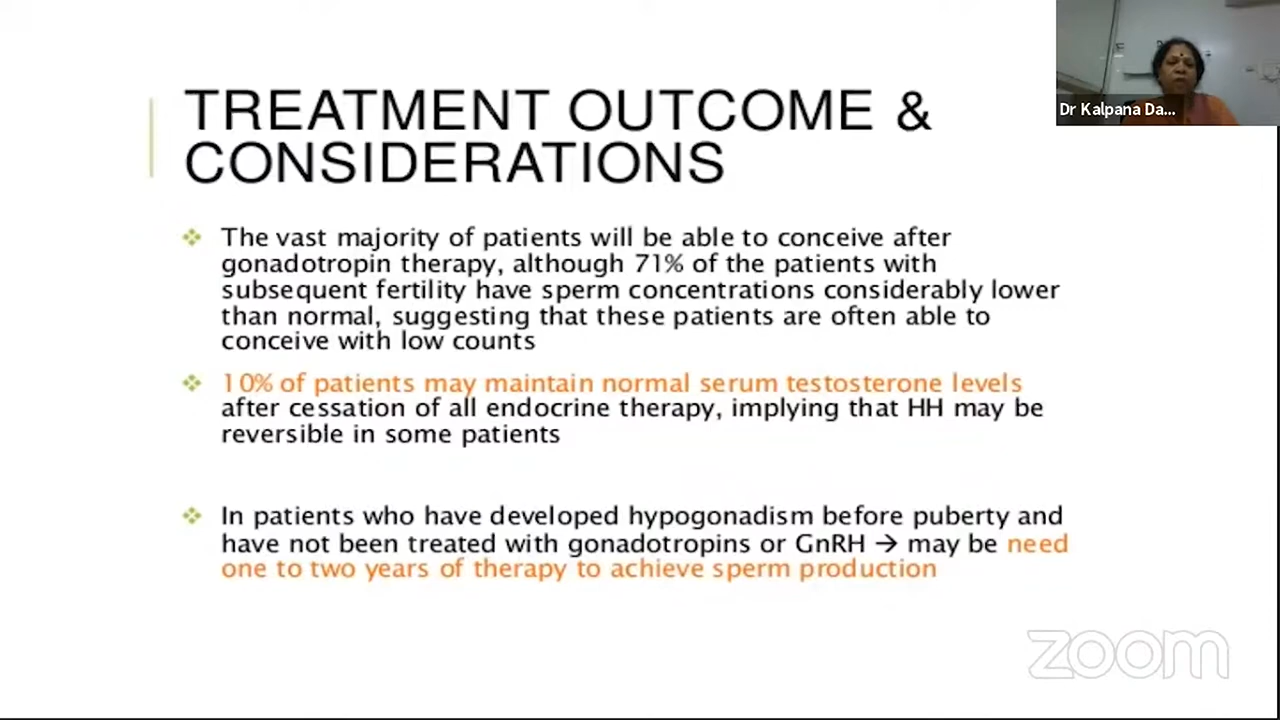 TREATMENT OUTCOME &
CONSIDERATIONS
Dr Kalpana Da...
The vast majority of patients will be able to conceive after
gonadotropin therapy, although 71% of the patients with
subsequent fertility have sperm concentrations considerably lower
than normal, suggesting that these patients are often able to
conceive with low counts
10% of patients may maintain normal serum testosterone levels
after cessation of all endocrine therapy, implying that HH may be
reversible in some patients
In patients who have developed hypogonadism before puberty and
have not been treated with gonadotropins or GnRH → may be need
one to two years of therapy to achieve sperm production
zoom